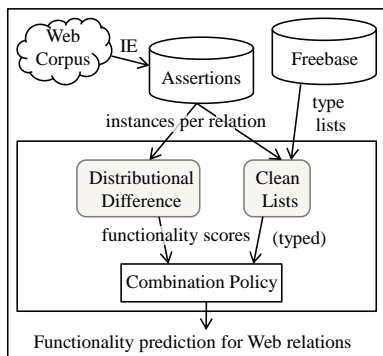 Web
Corpus
IE
Assertions
Freebase
instances per relation
type
lists
Distributional
Difference
Clean
Lists
functionality scores
(typed)
Combination Policy
Functionality prediction for Web relations